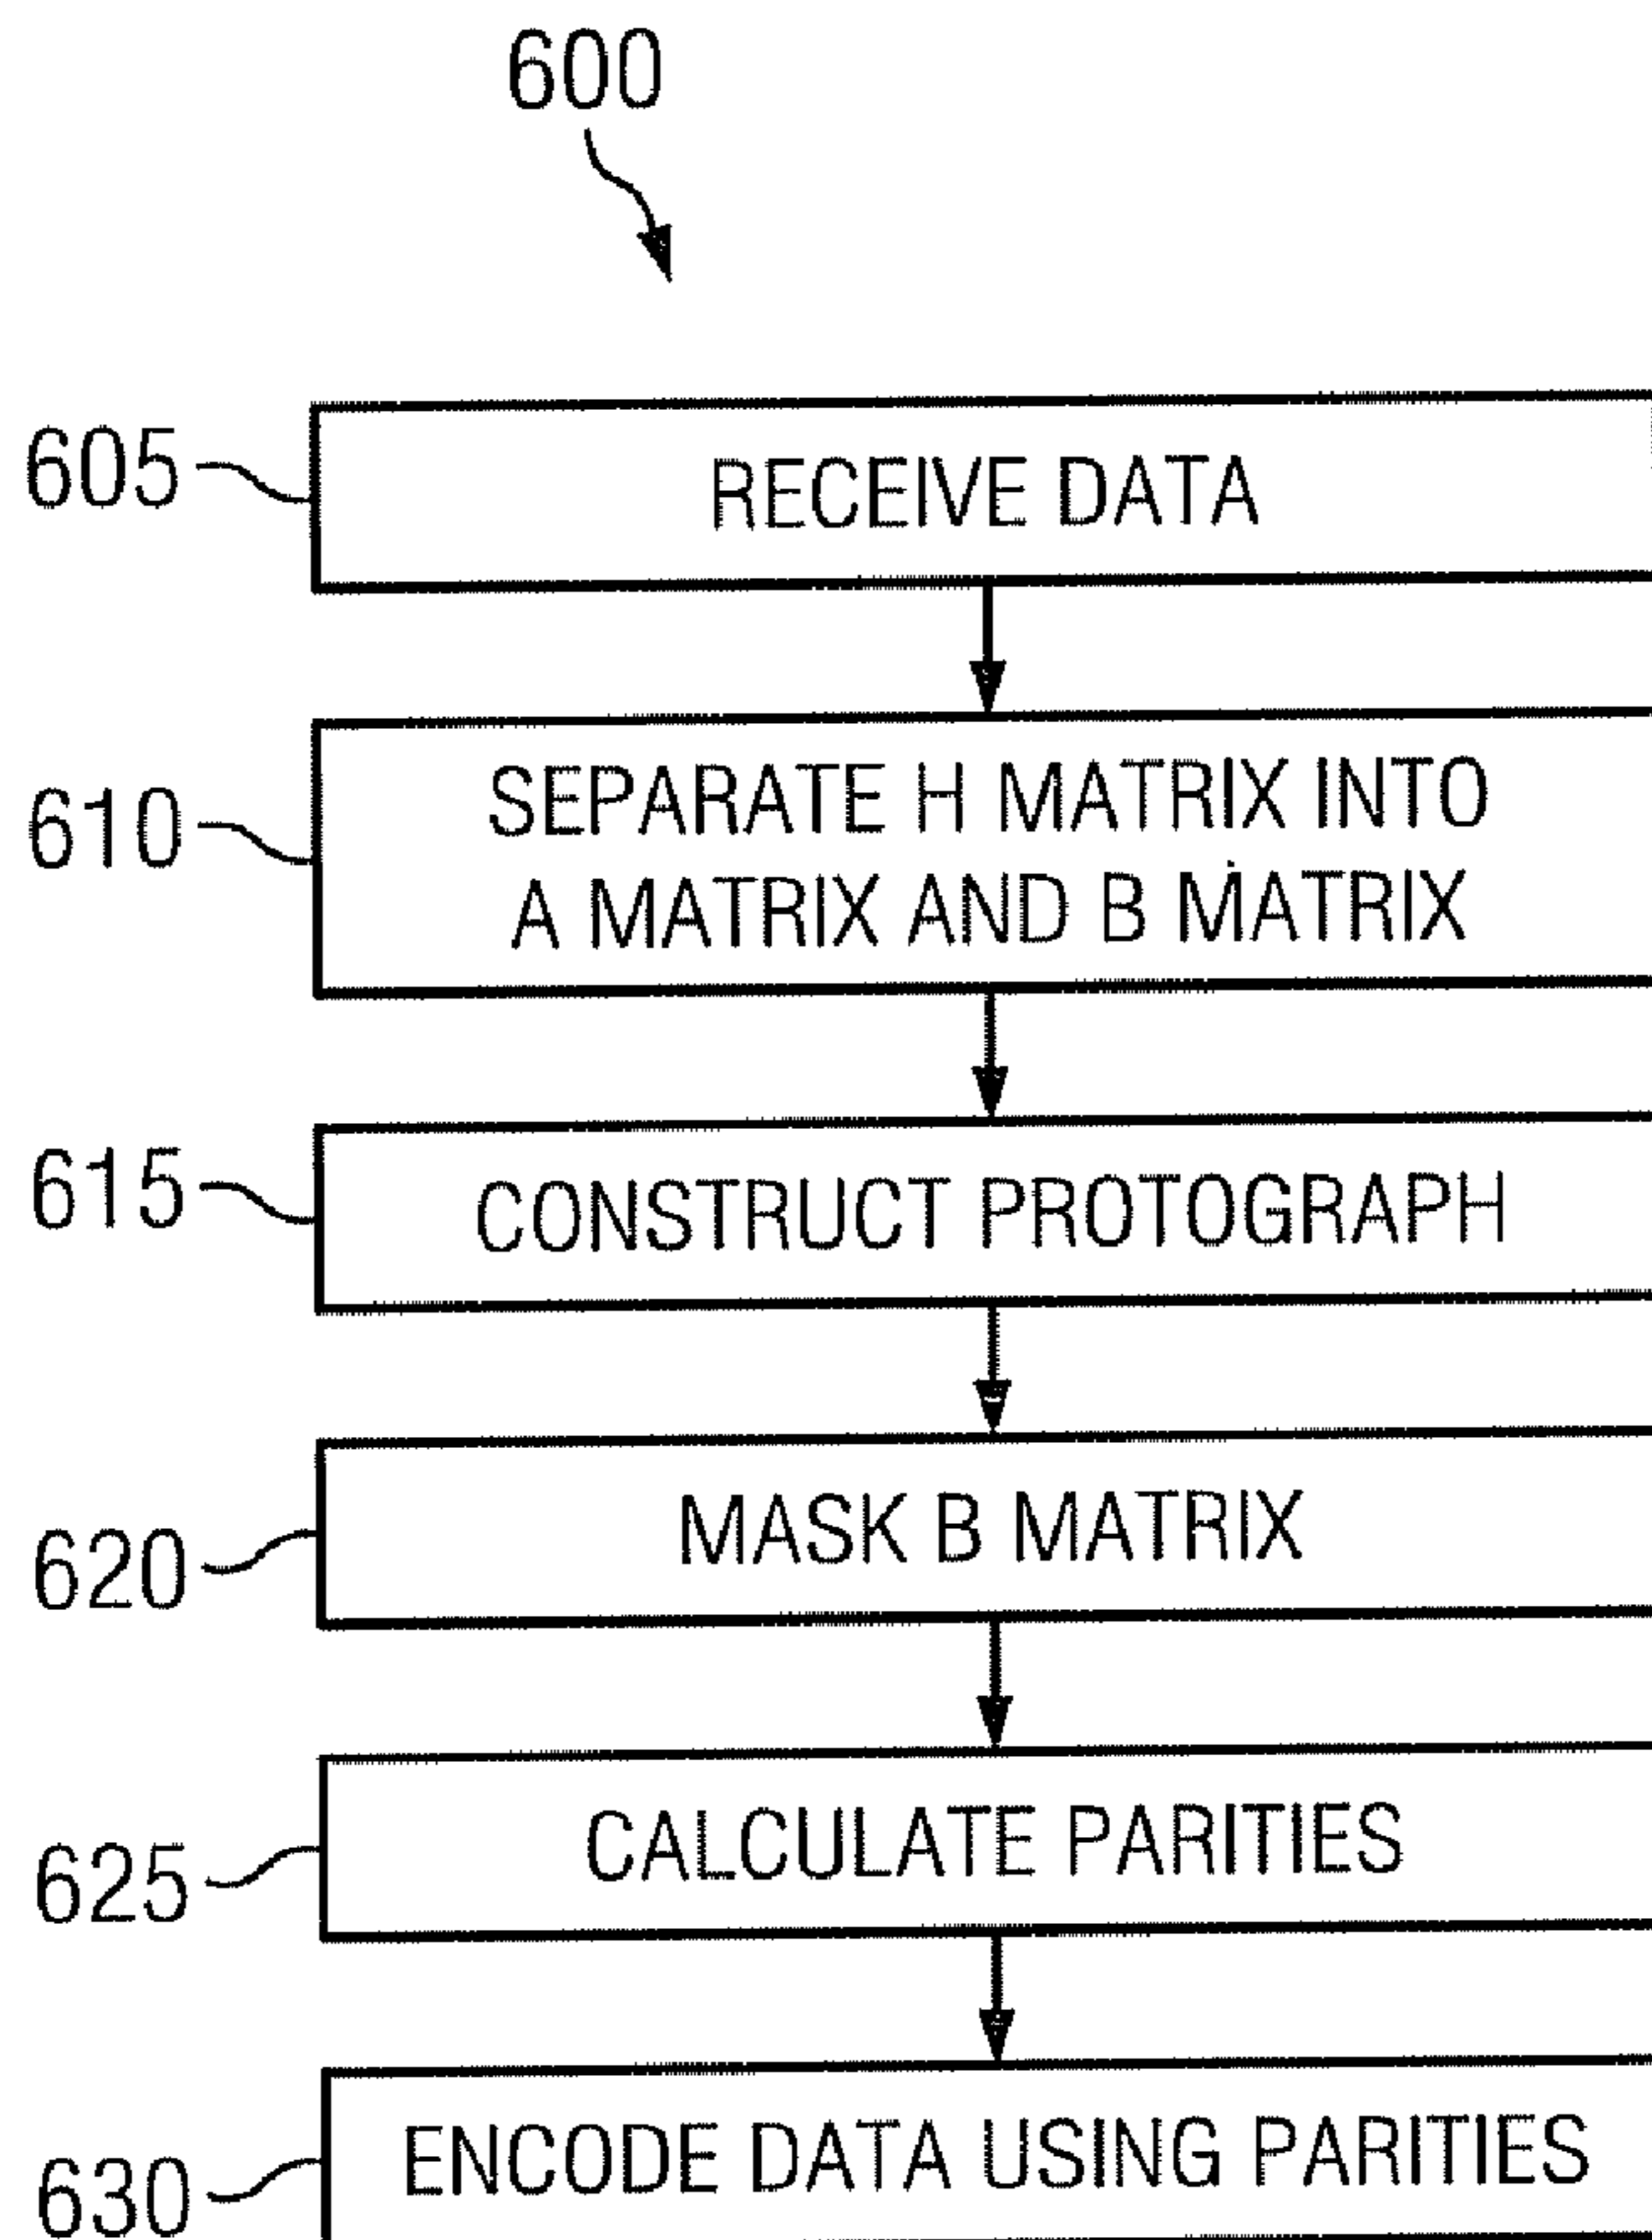 600
605
RECEIVE DATA
610
SEPARATE H MATRIX INTO
A MATRIX AND B MATRIX
615
CONSTRUCT PROTOGRAPH
620
MASK B MATRIX
625
CALCULATE PARITIES
630
ENCODE DATA USING PARITIES